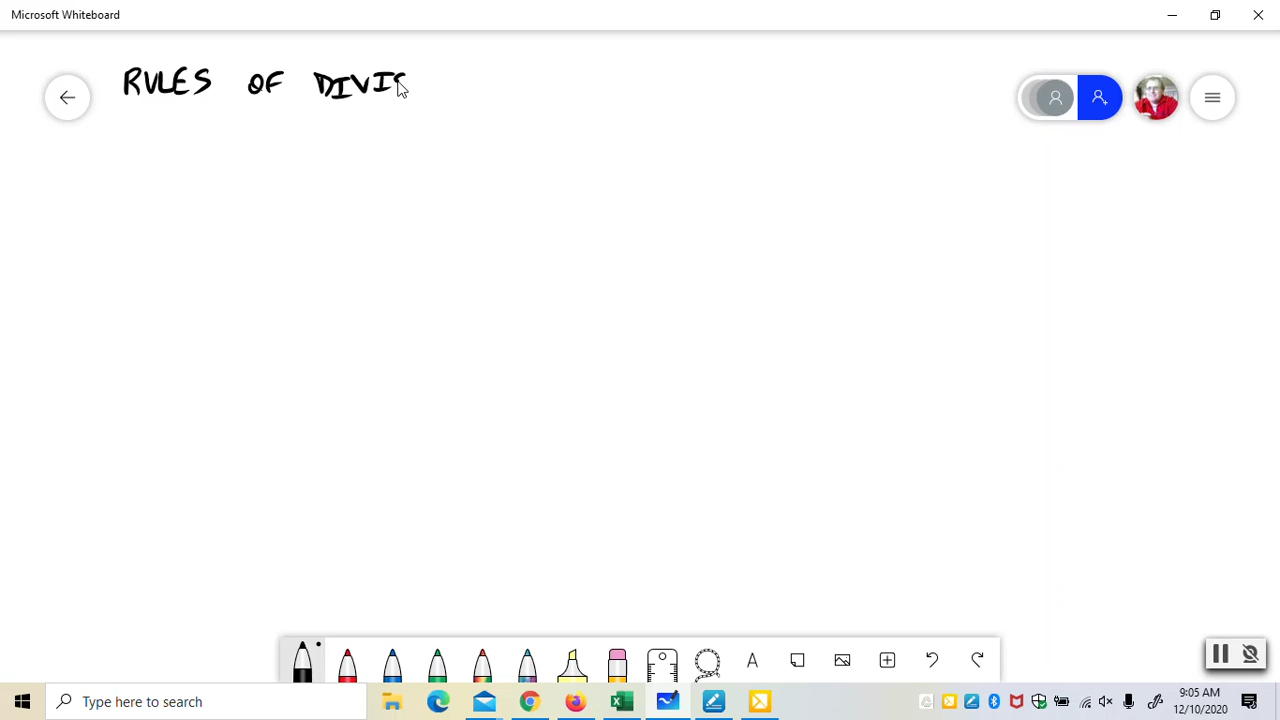 Microsoft Whiteboard
RULES OF DIVIS
A
Type here to search
9:05 AM
12/10/2020